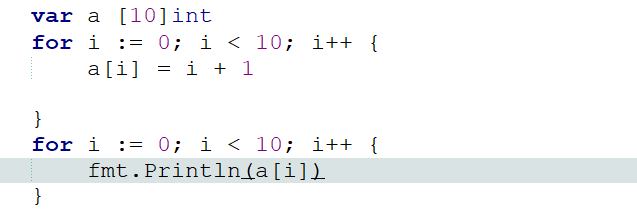 var a [10]int
for i := 0; i < 10; i++ {
    a[i] = i + 1

}
for i := 0; i < 10; i++ {
    fmt.Println(a[i])
}